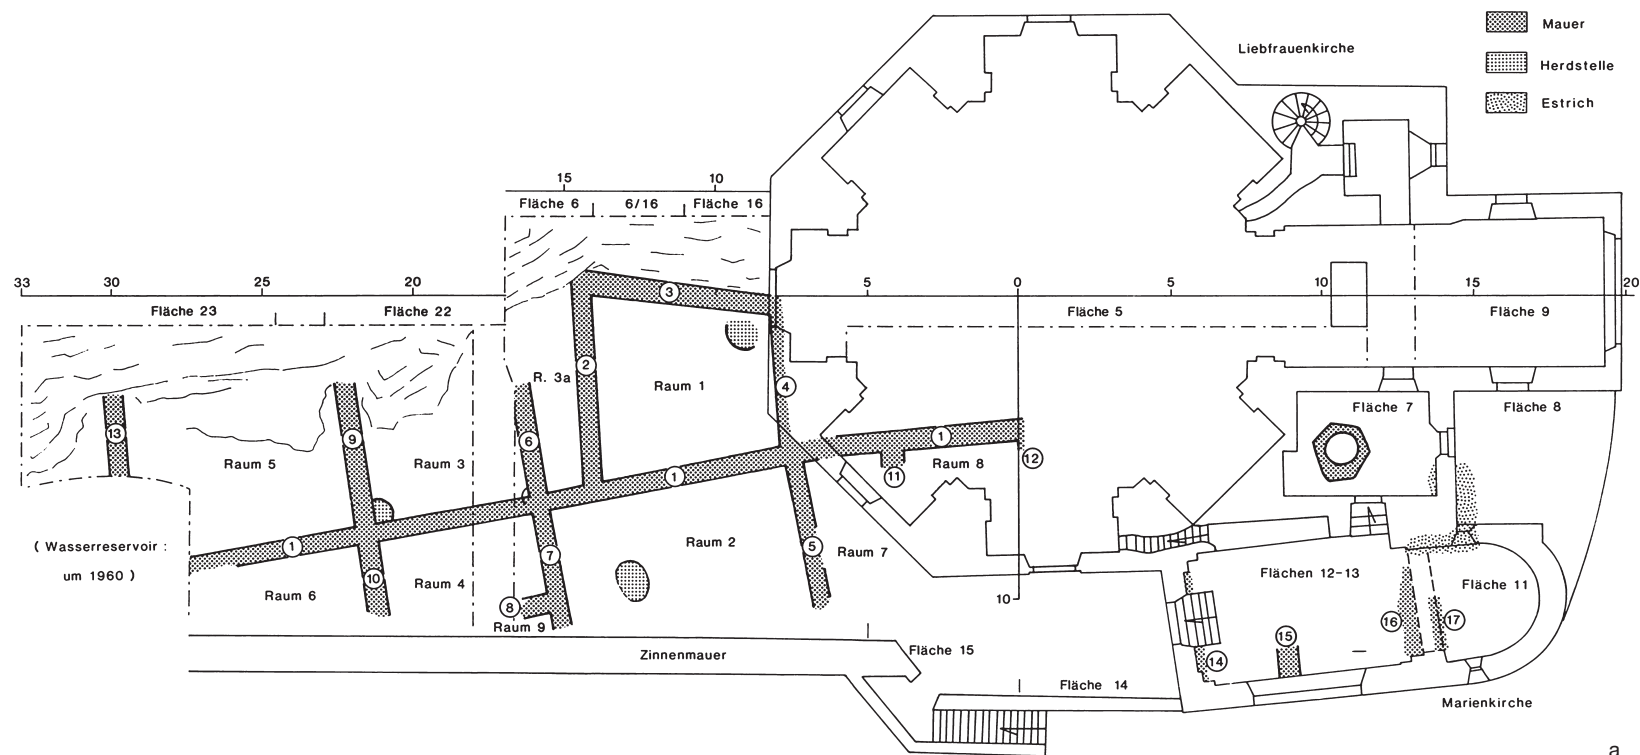 Liebfrauenkirche
Mauer
Herdstelle
Estrich
15
10
Fläche 6
6/16
Fläche 16
33
30
25
20
5
0
5
10
15
20
Fläche 23
Fläche 22
Fläche 5
Fläche 9
3
2
R. 3a
Raum 1
4
Fläche 7
Fläche 8
13
9
6
1
12
Raum 5
Raum 3
1
11
Raum 8
( Wasserreservoir :
um 1960 )
1
10
7
Raum 2
5
Raum 7
Raum 6
Raum 4
8
Raum 9
10
Flächen 12-13
Fläche 11
16
17
15
14
Zinnenmauer
Fläche 15
Fläche 14
Marienkirche
a